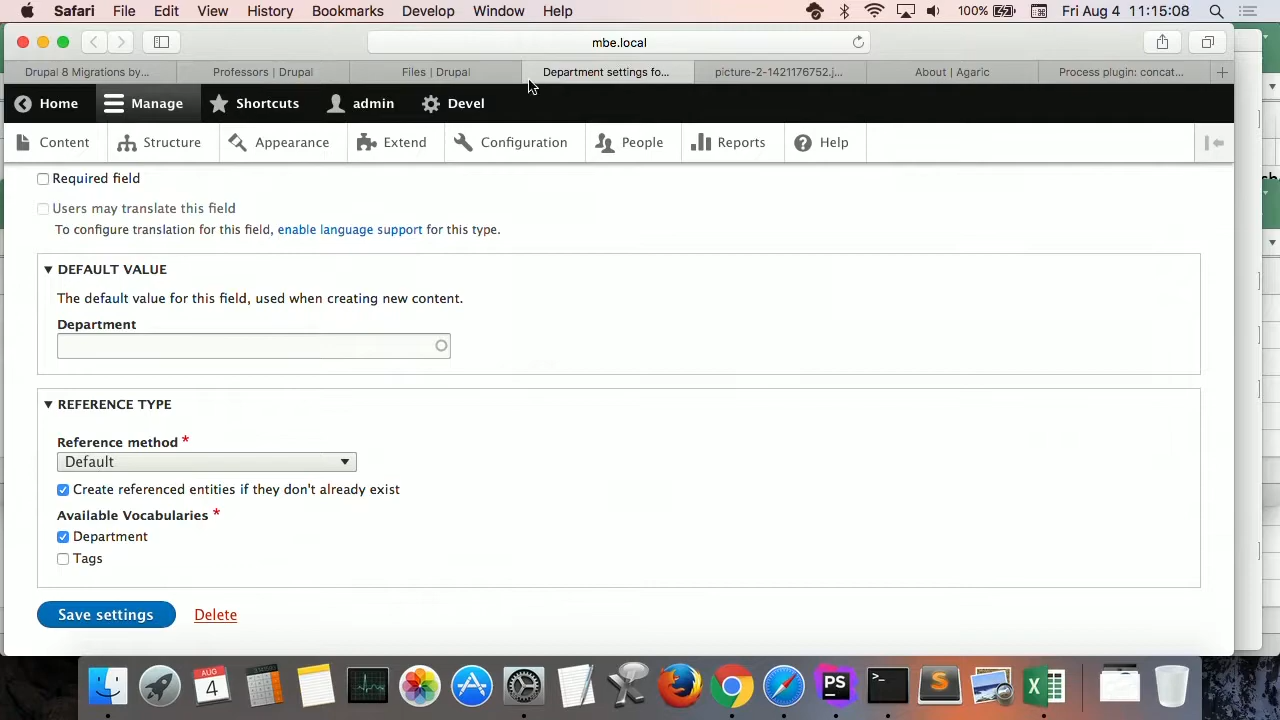 Safari File Edit View History Bookmarks Develop Window Help 100% Fri Aug 4 11:15:08
mbe.local
Drupal 8 Migrations by... Professors | Drupal Files | Drupal Department settings fo... picture-2-1421176752.j... About | Agaric Process plugin: concat...
Home Manage Shortcuts admin Devel
Content Structure Appearance Extend Configuration People Reports Help
Required field
Users may translate this field
To configure translation for this field, enable language support for this type.
DEFAULT VALUE
The default value for this field, used when creating new content.
Department
REFERENCE TYPE
Reference method *
Default
Create referenced entities if they don't already exist
Available Vocabularies *
Department
Tags
Save settings Delete
AUG
4
PS
>_
S
X